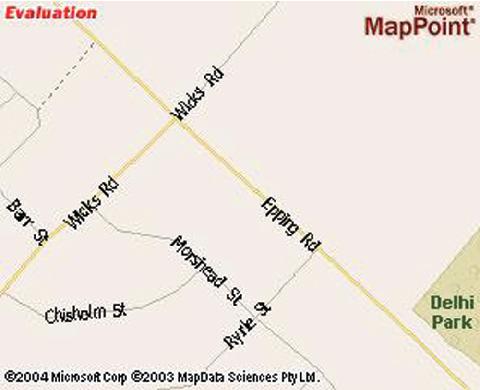 Evaluation
Microsoft®
MapPoint®
Wicks Rd
Wicks Rd
Barr St
Epping Rd
Morshead St
Chisholm St
Ryrie St
Delhi
Park
©2004 Microsoft Corp ©2003 MapData Sciences Pty Ltd.